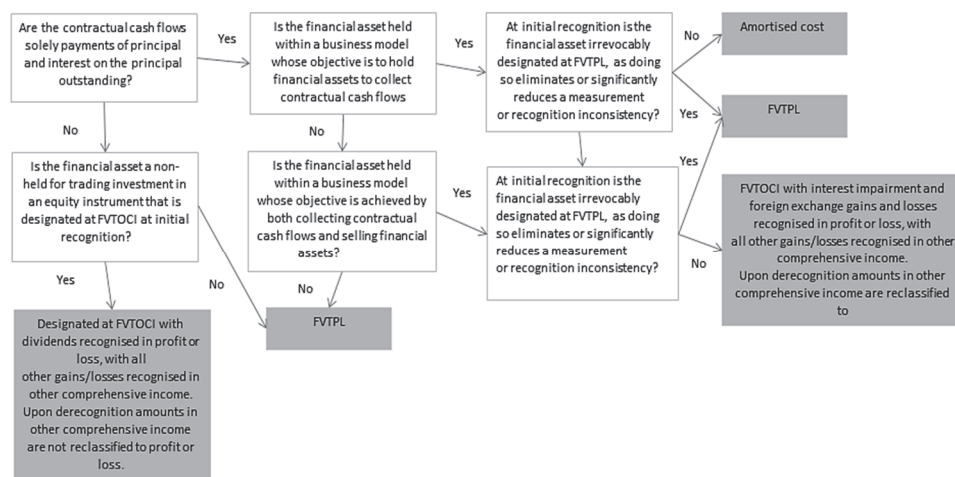 Are the contractual cash flows
solely payments of principal
and interest on the principal
outstanding?
Yes
Is the financial asset held
within a business model
whose objective is to hold
financial assets to collect
contractual cash flows
Yes
At initial recognition is the
financial asset irrevocably
designated at FVTPL, as doing
so eliminates or significantly
reduces a measurement
or recognition inconsistency?
No
Amortised cost
Yes
FVTPL
No
No
Is the financial asset a non-
held for trading investment in
an equity instrument that is
designated at FVTOCI at initial
recognition?
Is the financial asset held
within a business model
whose objective is achieved by
both collecting contractual
cash flows and selling financial
assets?
Yes
At initial recognition is the
financial asset irrevocably
designated at FVTPL, as doing
so eliminates or significantly
reduces a measurement
or recognition inconsistency?
Yes
No
FVTOCI with interest impairment and
foreign exchange gains and losses
recognised in profit or loss, with
all other gains/losses recognised in other
comprehensive income.
Upon derecognition amounts in other
comprehensive income are reclassified
to
Yes
No
No
FVTPL
Designated at FVTOCI with
dividends recognised in profit or
loss, with all
other gains/losses recognised in
other comprehensive income.
Upon derecognition amounts in
other comprehensive income
are not reclassified to profit or
loss.